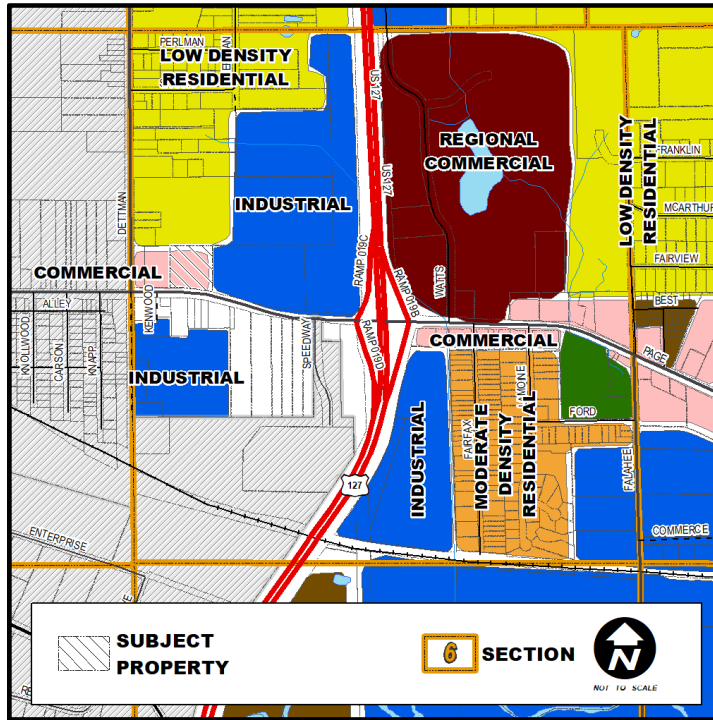 PERLMAN
LOW DENSITY
RESIDENTIAL
US 127
US 127
REGIONAL
COMMERCIAL
LOW DENSITY
RESIDENTIAL
FRANKLIN
MCARTHUR
FAIRVIEW
BEST
INDUSTRIAL
DETTMAN
COMMERCIAL
ALLEY
KENWOOD
KNOLLWOOD
CARSON
KNAPP
INDUSTRIAL
SPEEDWAY
RAMP 019C
RAMP 019B
RAMP 019D
WATTS
COMMERCIAL
PAGE
FORD
FAIRFAX
MODERATE
DENSITY
RESIDENTIAL
INDUSTRIAL
127
FALAHEE
COMMERCE
ENTERPRISE
SUBJECT
PROPERTY
6
SECTION
N
NOT TO SCALE